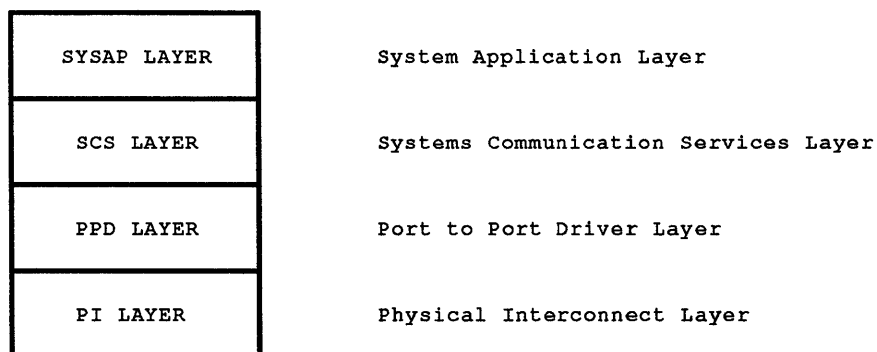 SYSAP LAYER System Application Layer
SCS LAYER Systems Communication Services Layer
PPD LAYER Port to Port Driver Layer
PI LAYER Physical Interconnect Layer